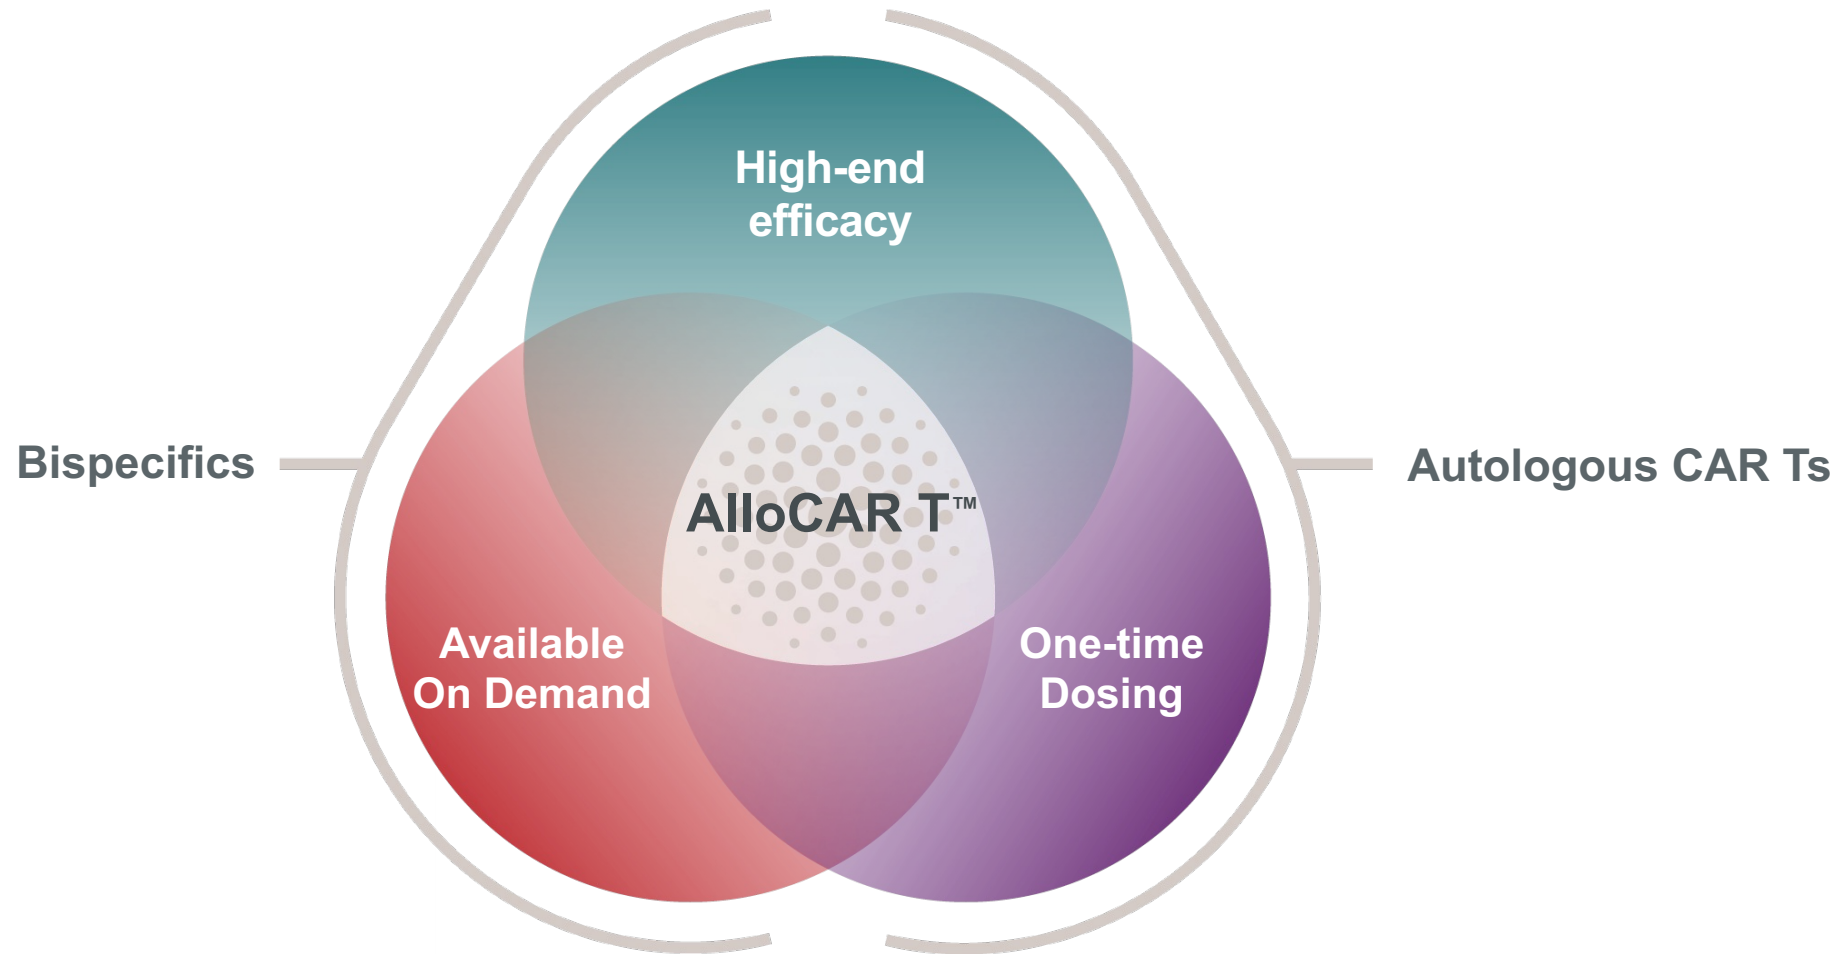 High-end
efficacy
Bispecifics
Autologous CAR Ts
AlloCAR T™
Available
On Demand
One-time
Dosing